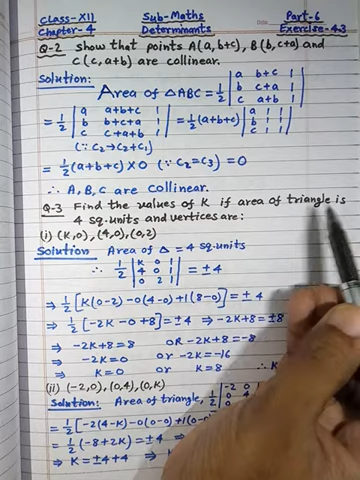 Class-XII Sub-Maths Part-6
Chapter-4 Determinants Date Exercise-4.3
Q-2 show that points A(a, b+c), B(b, c+a) and
C(c, a+b) are collinear.
Solution:
Area of △ABC = 1/2 | a b+c 1 |
| b c+a 1 |
| c a+b 1 |
= 1/2 | a a+b+c 1 | = 1/2 (a+b+c) | a 1 1 |
| b b+c+a 1 | | b 1 1 |
| c c+a+b 1 | | c 1 1 |
= 1/2 (a+b+c) × 0 (∵ C2=C3) = 0
(∵ C2→C2+C1)
∴ A, B, C are collinear.
Q-3 Find the values of K if area of triangle is
4 sq. units and vertices are:
(i) (K,0), (4,0), (0,2)
Solution Area of △ = 4 sq. units
∴ 1/2 | K 0 1 | = ±4
| 4 0 1 |
| 0 2 1 |
⇒ 1/2 [K(0-2) -0(4-0) +1(8-0)] = ±4
⇒ 1/2 [-2K-0+8] = ±4 ⇒ -2K+8 = ±8
⇒ -2K+8 = 8 OR -2K+8 = -8
⇒ -2K=0 or -2K=-16
⇒ K=0 or K=8 ∴ K
(ii) (-2,0), (0,4), (0,K)
Solution: Area of triangle, 1/2 | -2 0
| 0 4
| 0
= 1/2 [-2(4-K) -0(0-0) +1(0-0)
= 1/2 (-8+2K) = ±4 ⇒
⇒ K = ±4+4 ⇒